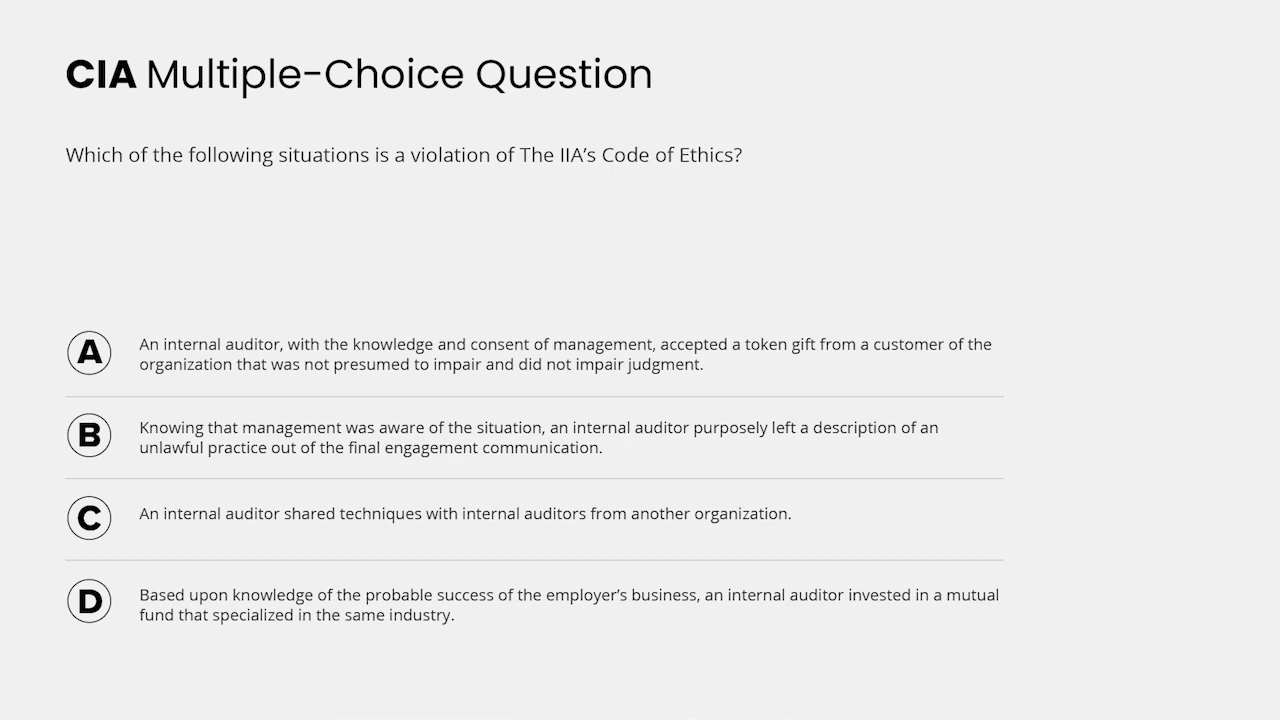 CIA Multiple-Choice Question
Which of the following situations is a violation of The IIA’s Code of Ethics?
A
An internal auditor, with the knowledge and consent of management, accepted a token gift from a customer of the
organization that was not presumed to impair and did not impair judgment.
B
Knowing that management was aware of the situation, an internal auditor purposely left a description of an
unlawful practice out of the final engagement communication.
C
An internal auditor shared techniques with internal auditors from another organization.
D
Based upon knowledge of the probable success of the employer’s business, an internal auditor invested in a mutual
fund that specialized in the same industry.